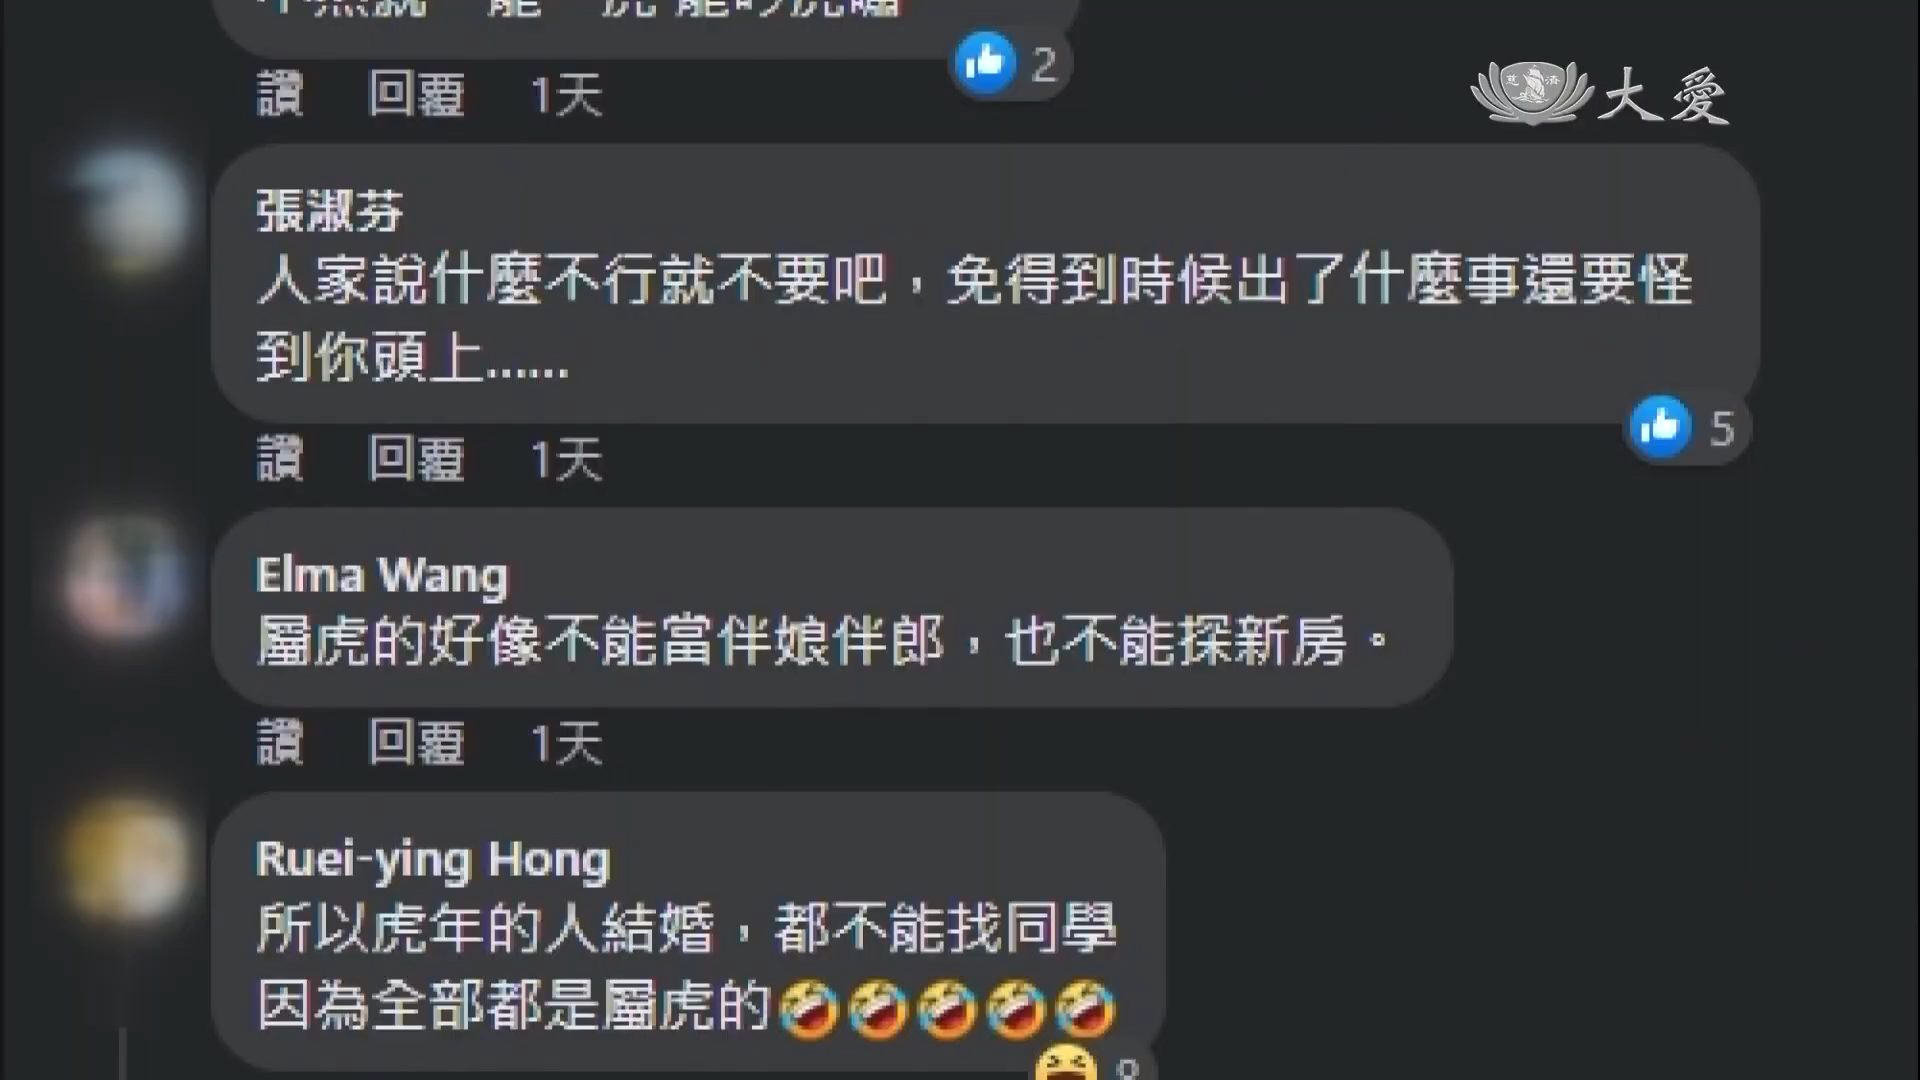 2
讚 回覆 1天
慈濟
大愛
張淑芬
人家說什麼不行就不要吧，免得到時候出了什麼事還要怪
到你頭上......
5
讚 回覆 1天
Elma Wang
屬虎的好像不能當伴娘伴郎，也不能探新房。
讚 回覆 1天
Ruei-ying Hong
所以虎年的人結婚，都不能找同學
因為全部都是屬虎的🤣🤣🤣🤣🤣